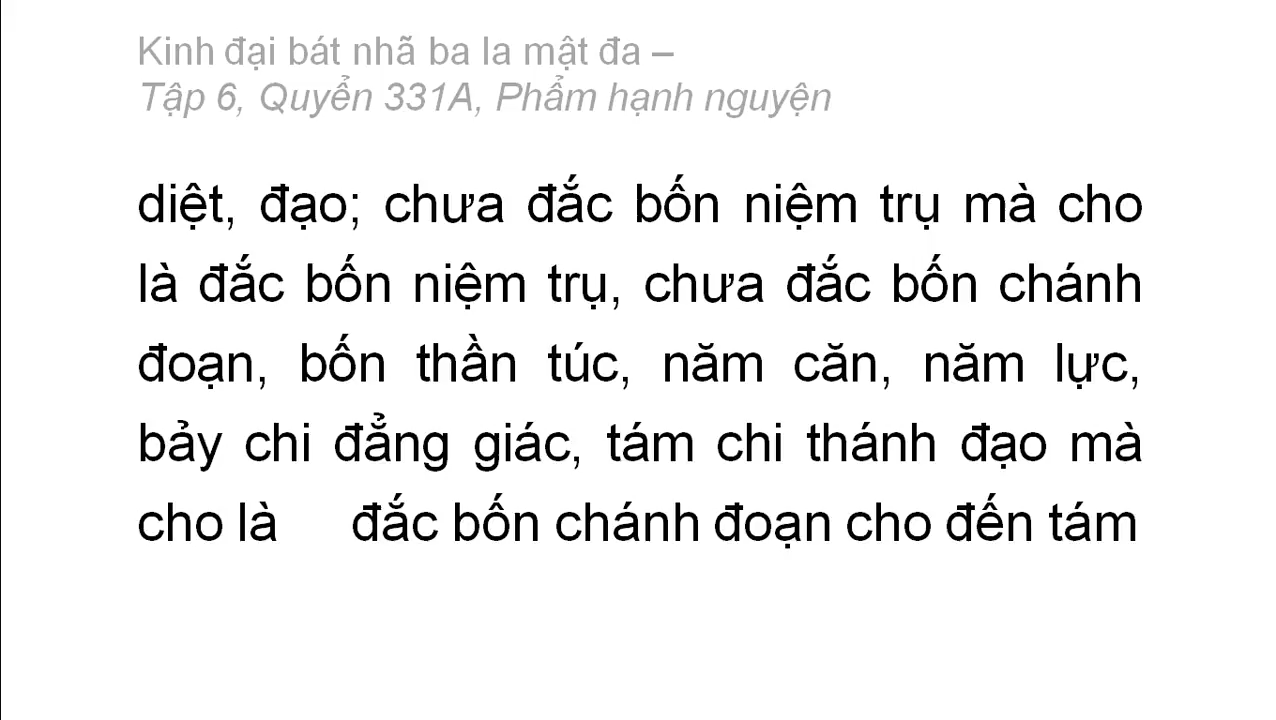 Kinh đại bát nhã ba la mật đa –
Tập 6, Quyển 331A, Phẩm hạnh nguyện
diệt, đạo; chưa đắc bốn niệm trụ mà cho
là đắc bốn niệm trụ, chưa đắc bốn chánh
đoạn, bốn thần túc, năm căn, năm lực,
bảy chi đẳng giác, tám chi thánh đạo mà
cho là đắc bốn chánh đoạn cho đến tám